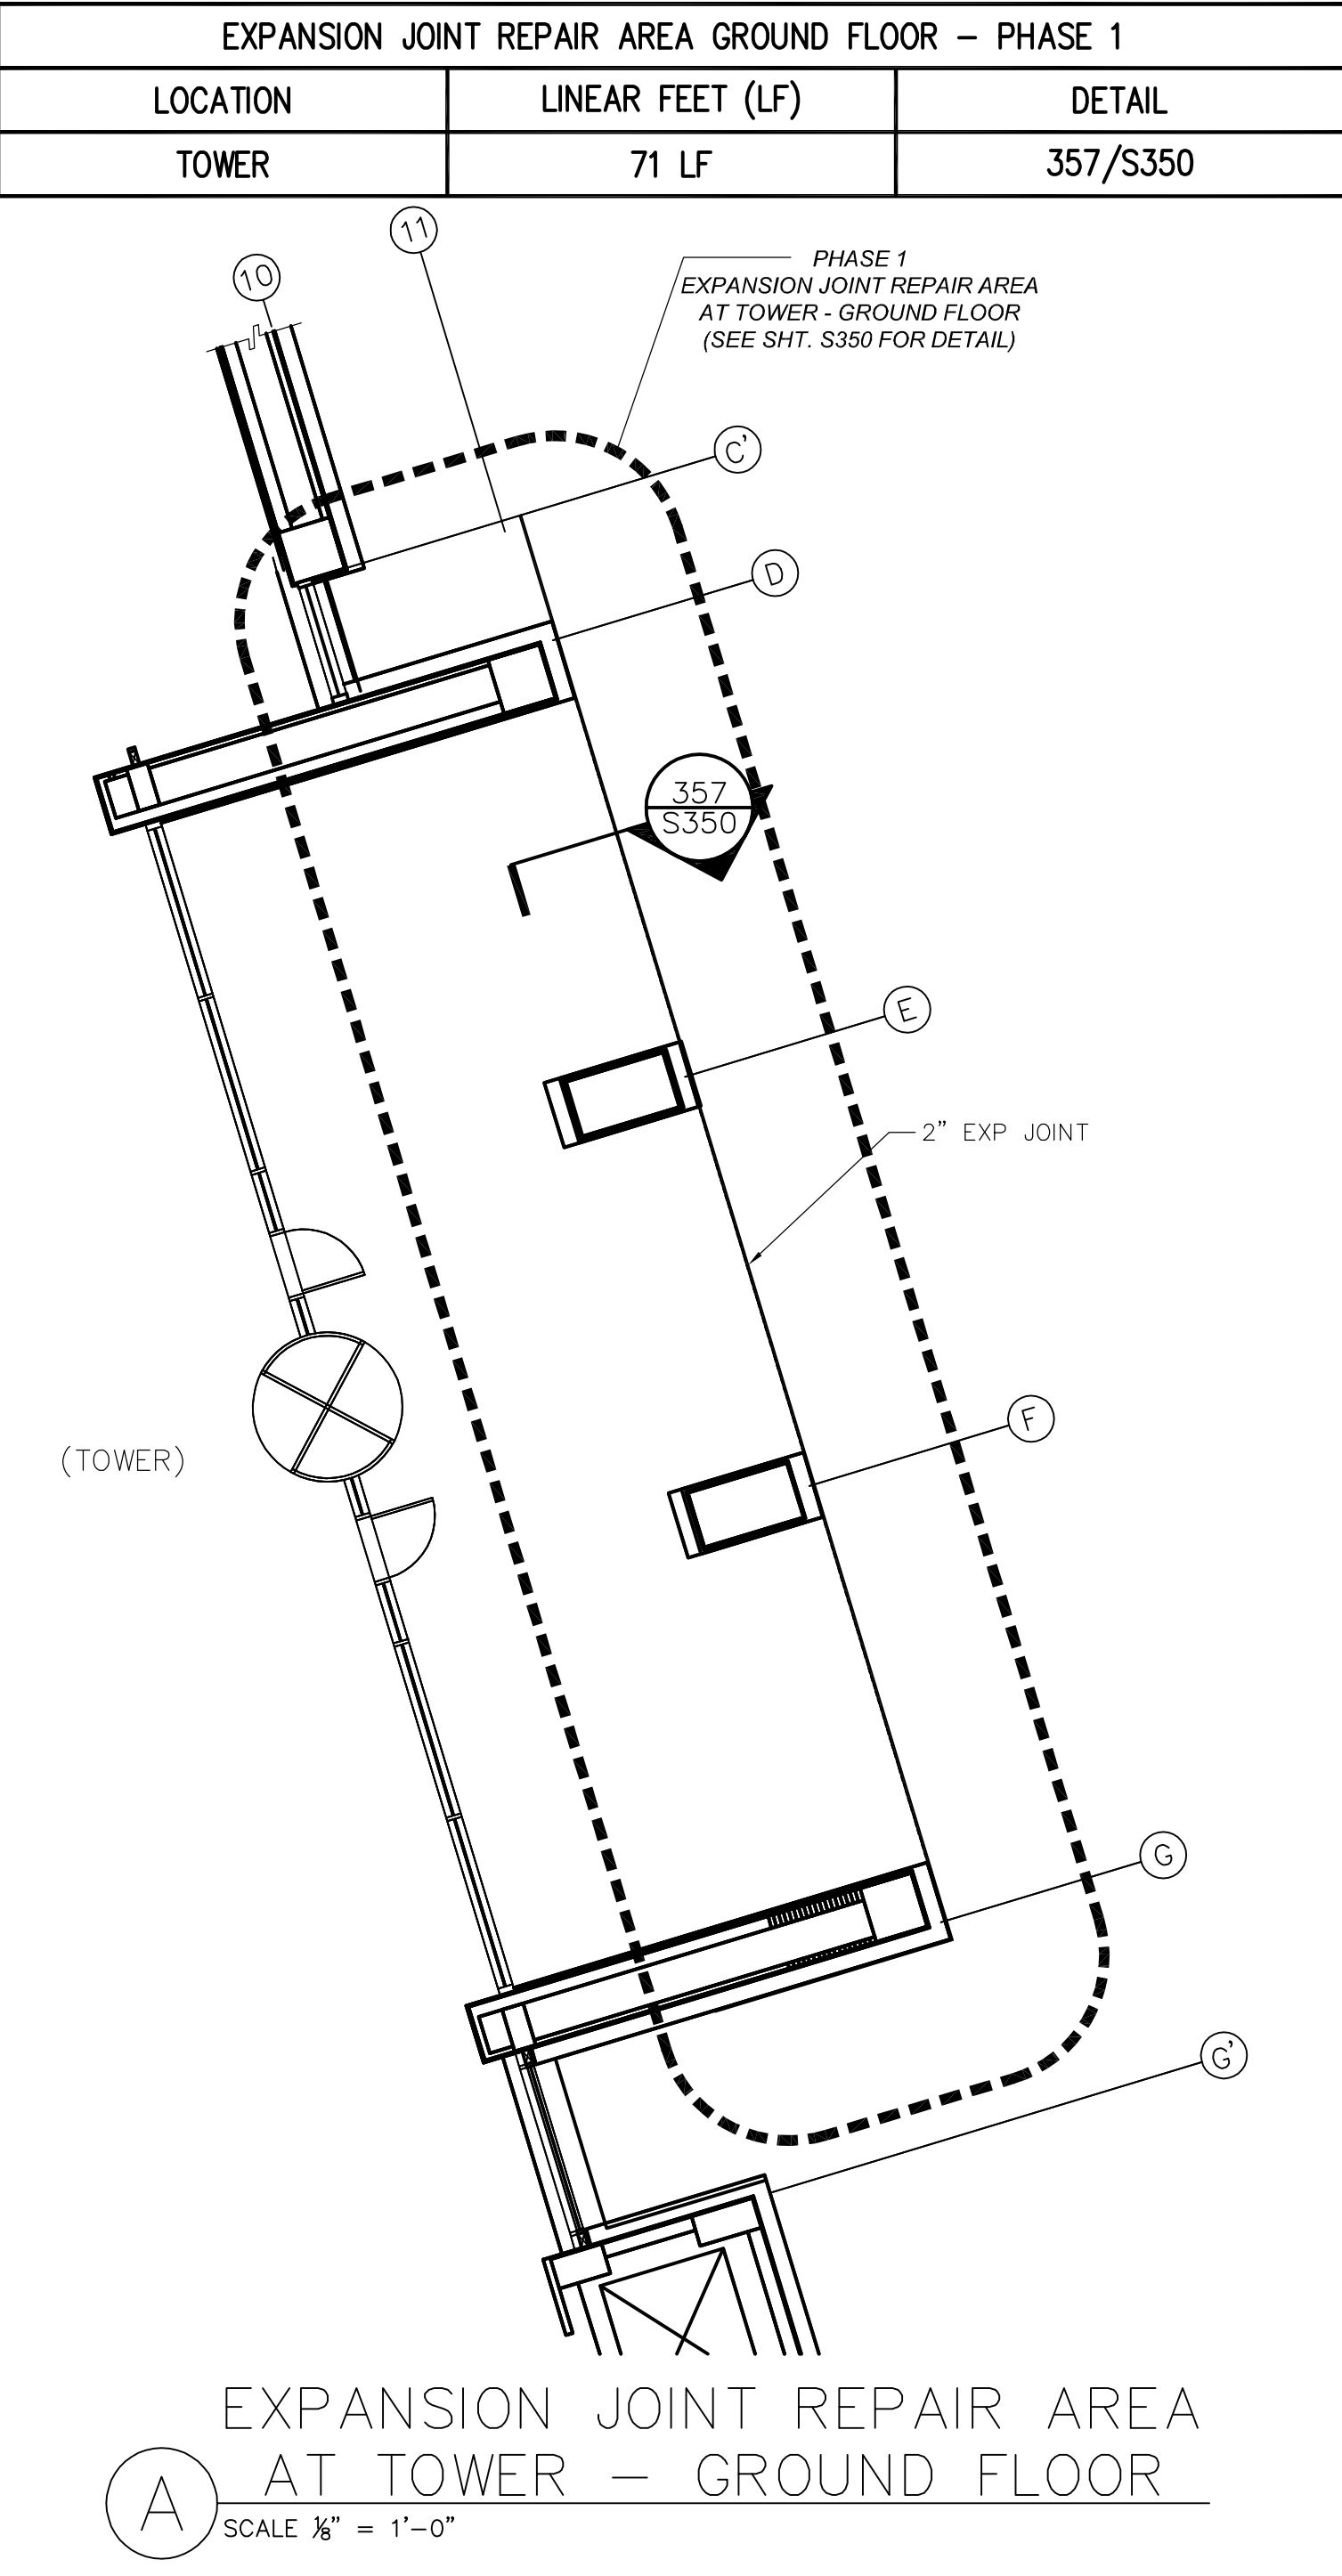 EXPANSION JOINT REPAIR AREA GROUND FLOOR – PHASE 1
LOCATION LINEAR FEET (LF) DETAIL
TOWER 71 LF 357/S350
11
10
PHASE 1
EXPANSION JOINT REPAIR AREA
AT TOWER - GROUND FLOOR
(SEE SHT. S350 FOR DETAIL)
C'
D
357
S350
E
2" EXP JOINT
F
(TOWER)
G
G'
EXPANSION JOINT REPAIR AREA
AT TOWER – GROUND FLOOR
A
SCALE ⅛" = 1'-0"